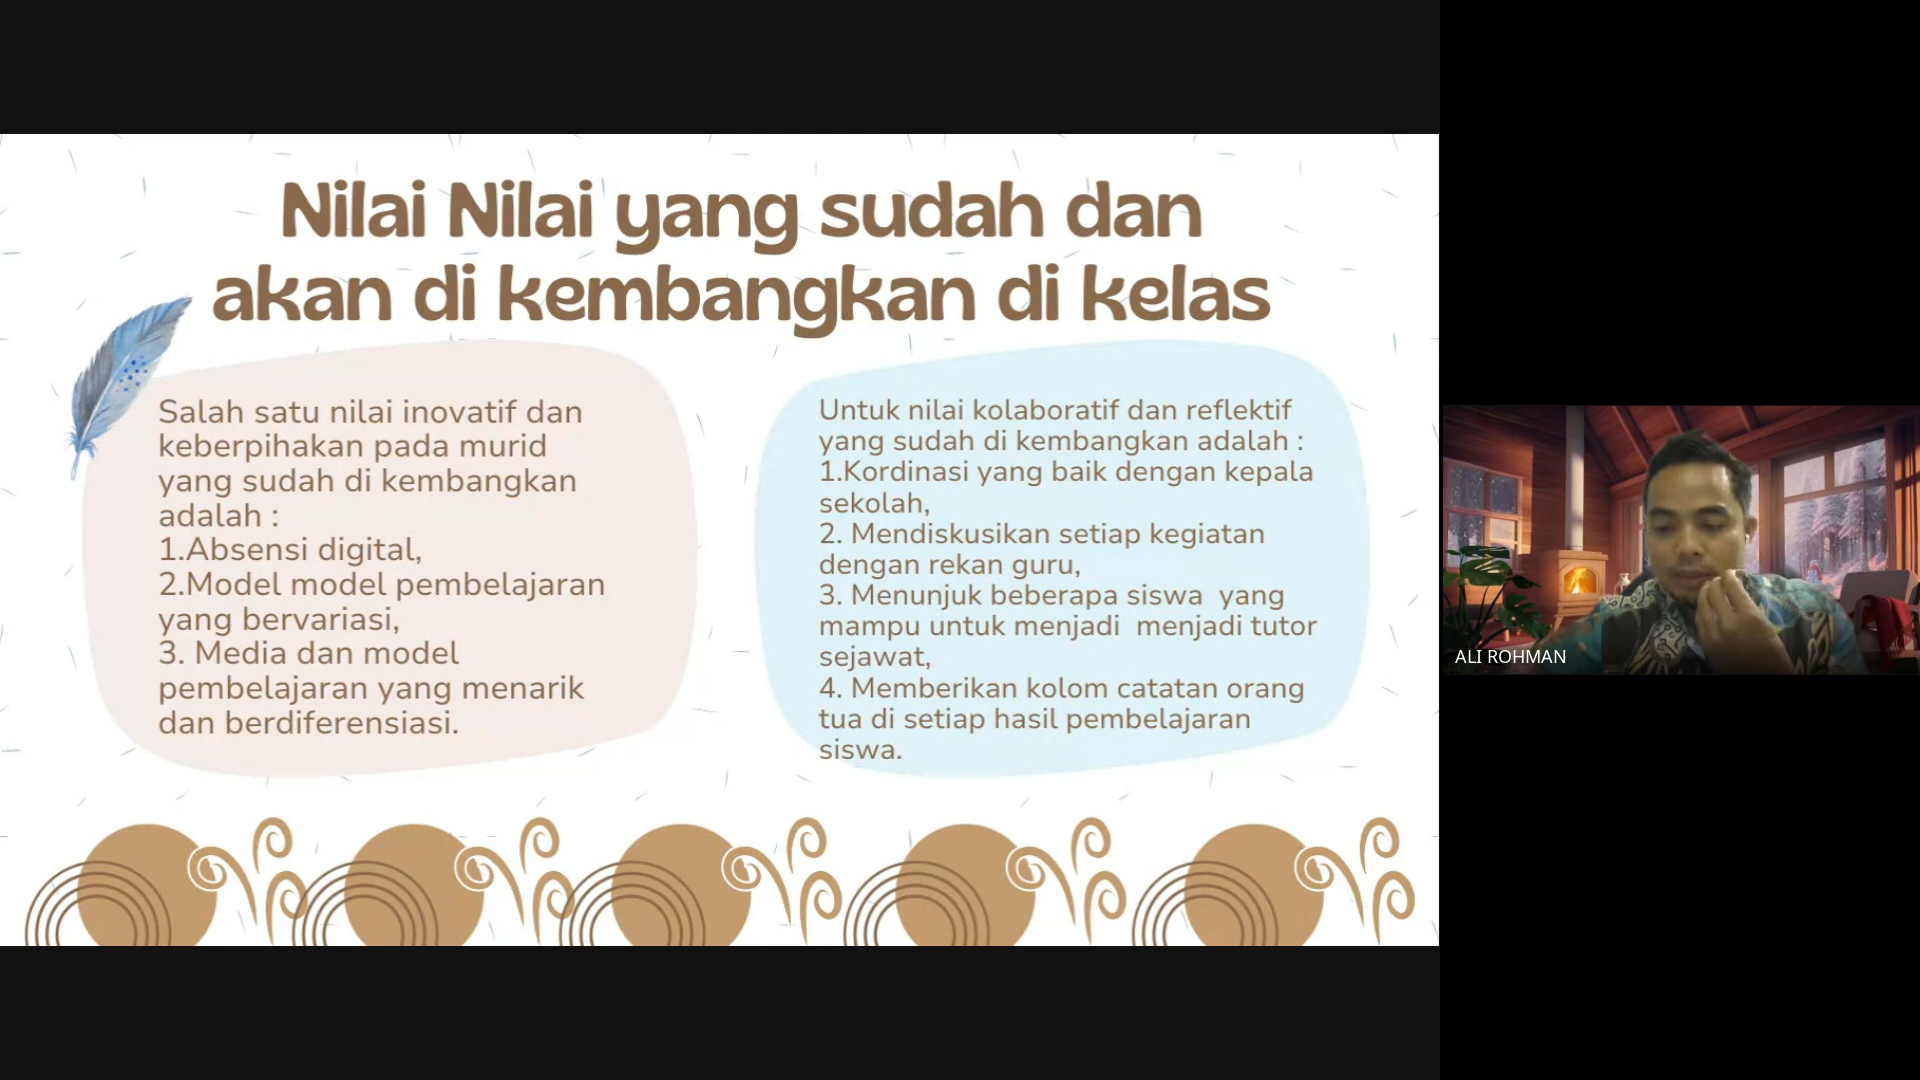 Nilai Nilai yang sudah dan
akan di kembangkan di kelas
Salah satu nilai inovatif dan
keberpihakan pada murid
yang sudah di kembangkan
adalah :
1.Absensi digital,
2.Model model pembelajaran
yang bervariasi,
3. Media dan model
pembelajaran yang menarik
dan berdiferensiasi.
Untuk nilai kolaboratif dan reflektif
yang sudah di kembangkan adalah :
1.Kordinasi yang baik dengan kepala
sekolah,
2. Mendiskusikan setiap kegiatan
dengan rekan guru,
3. Menunjuk beberapa siswa  yang
mampu untuk menjadi  menjadi tutor
sejawat,
4. Memberikan kolom catatan orang
tua di setiap hasil pembelajaran
siswa.
ALI ROHMAN